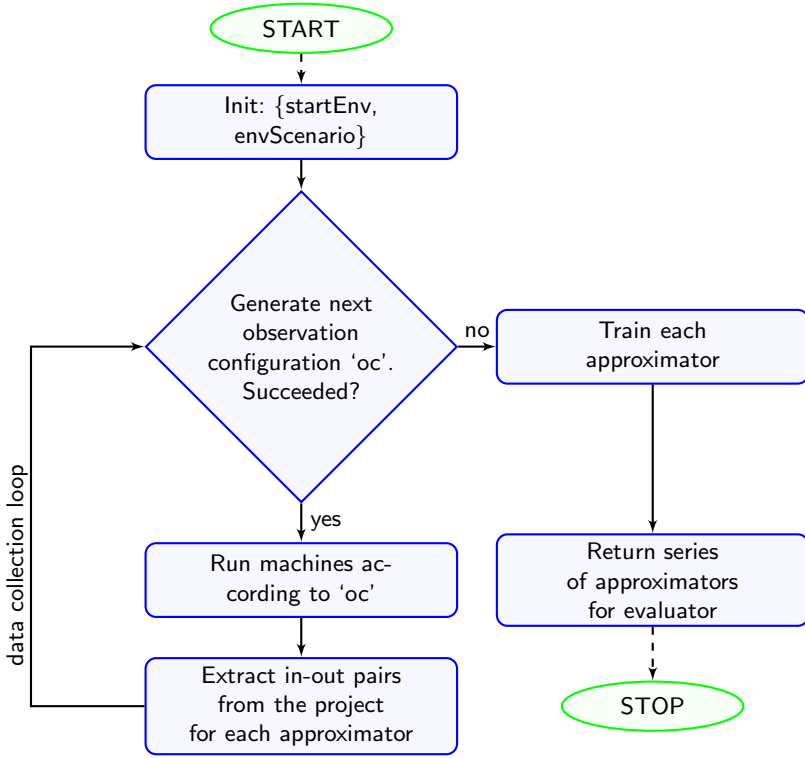 START
Init: {startEnv,
envScenario}
Generate next
observation
configuration ‘oc’.
Succeeded?
no
Train each
approximator
yes
data collection loop
Run machines ac-
cording to ‘oc’
Return series
of approximators
for evaluator
Extract in-out pairs
from the project
for each approximator
STOP